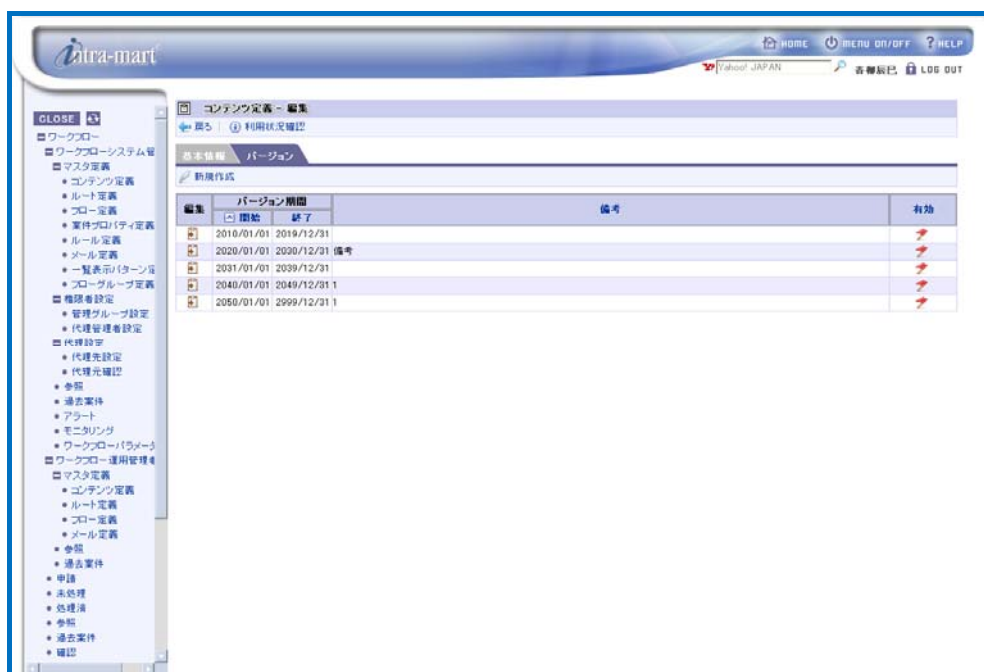 intra-mart
HOME MENU ON/OFF ? HELP
Yahoo! JAPAN 青柳辰巳 LOG OUT
CLOSE
コンテンツ定義 - 編集
戻る | 利用状況確認
基本情報 バージョン
新規作成
編集 バージョン期間 備考 有効
開始 終了
2010/01/01 2019/12/31
2020/01/01 2030/12/31 備考
2031/01/01 2039/12/31
2040/01/01 2049/12/31 1
2050/01/01 2999/12/31 1
ワークフロー
ワークフローシステム管
マスタ定義
コンテンツ定義
ルート定義
フロー定義
案件プロパティ定義
ルール定義
メール定義
一覧表示パターン定
フローグループ定義
権限者設定
管理グループ設定
代理管理者設定
代理設定
代理先設定
代理元確認
参照
過去案件
アラート
モニタリング
ワークフローパラメータ
ワークフロー運用管理者
マスタ定義
コンテンツ定義
ルート定義
フロー定義
メール定義
参照
過去案件
申請
未処理
処理済
参照
過去案件
確認